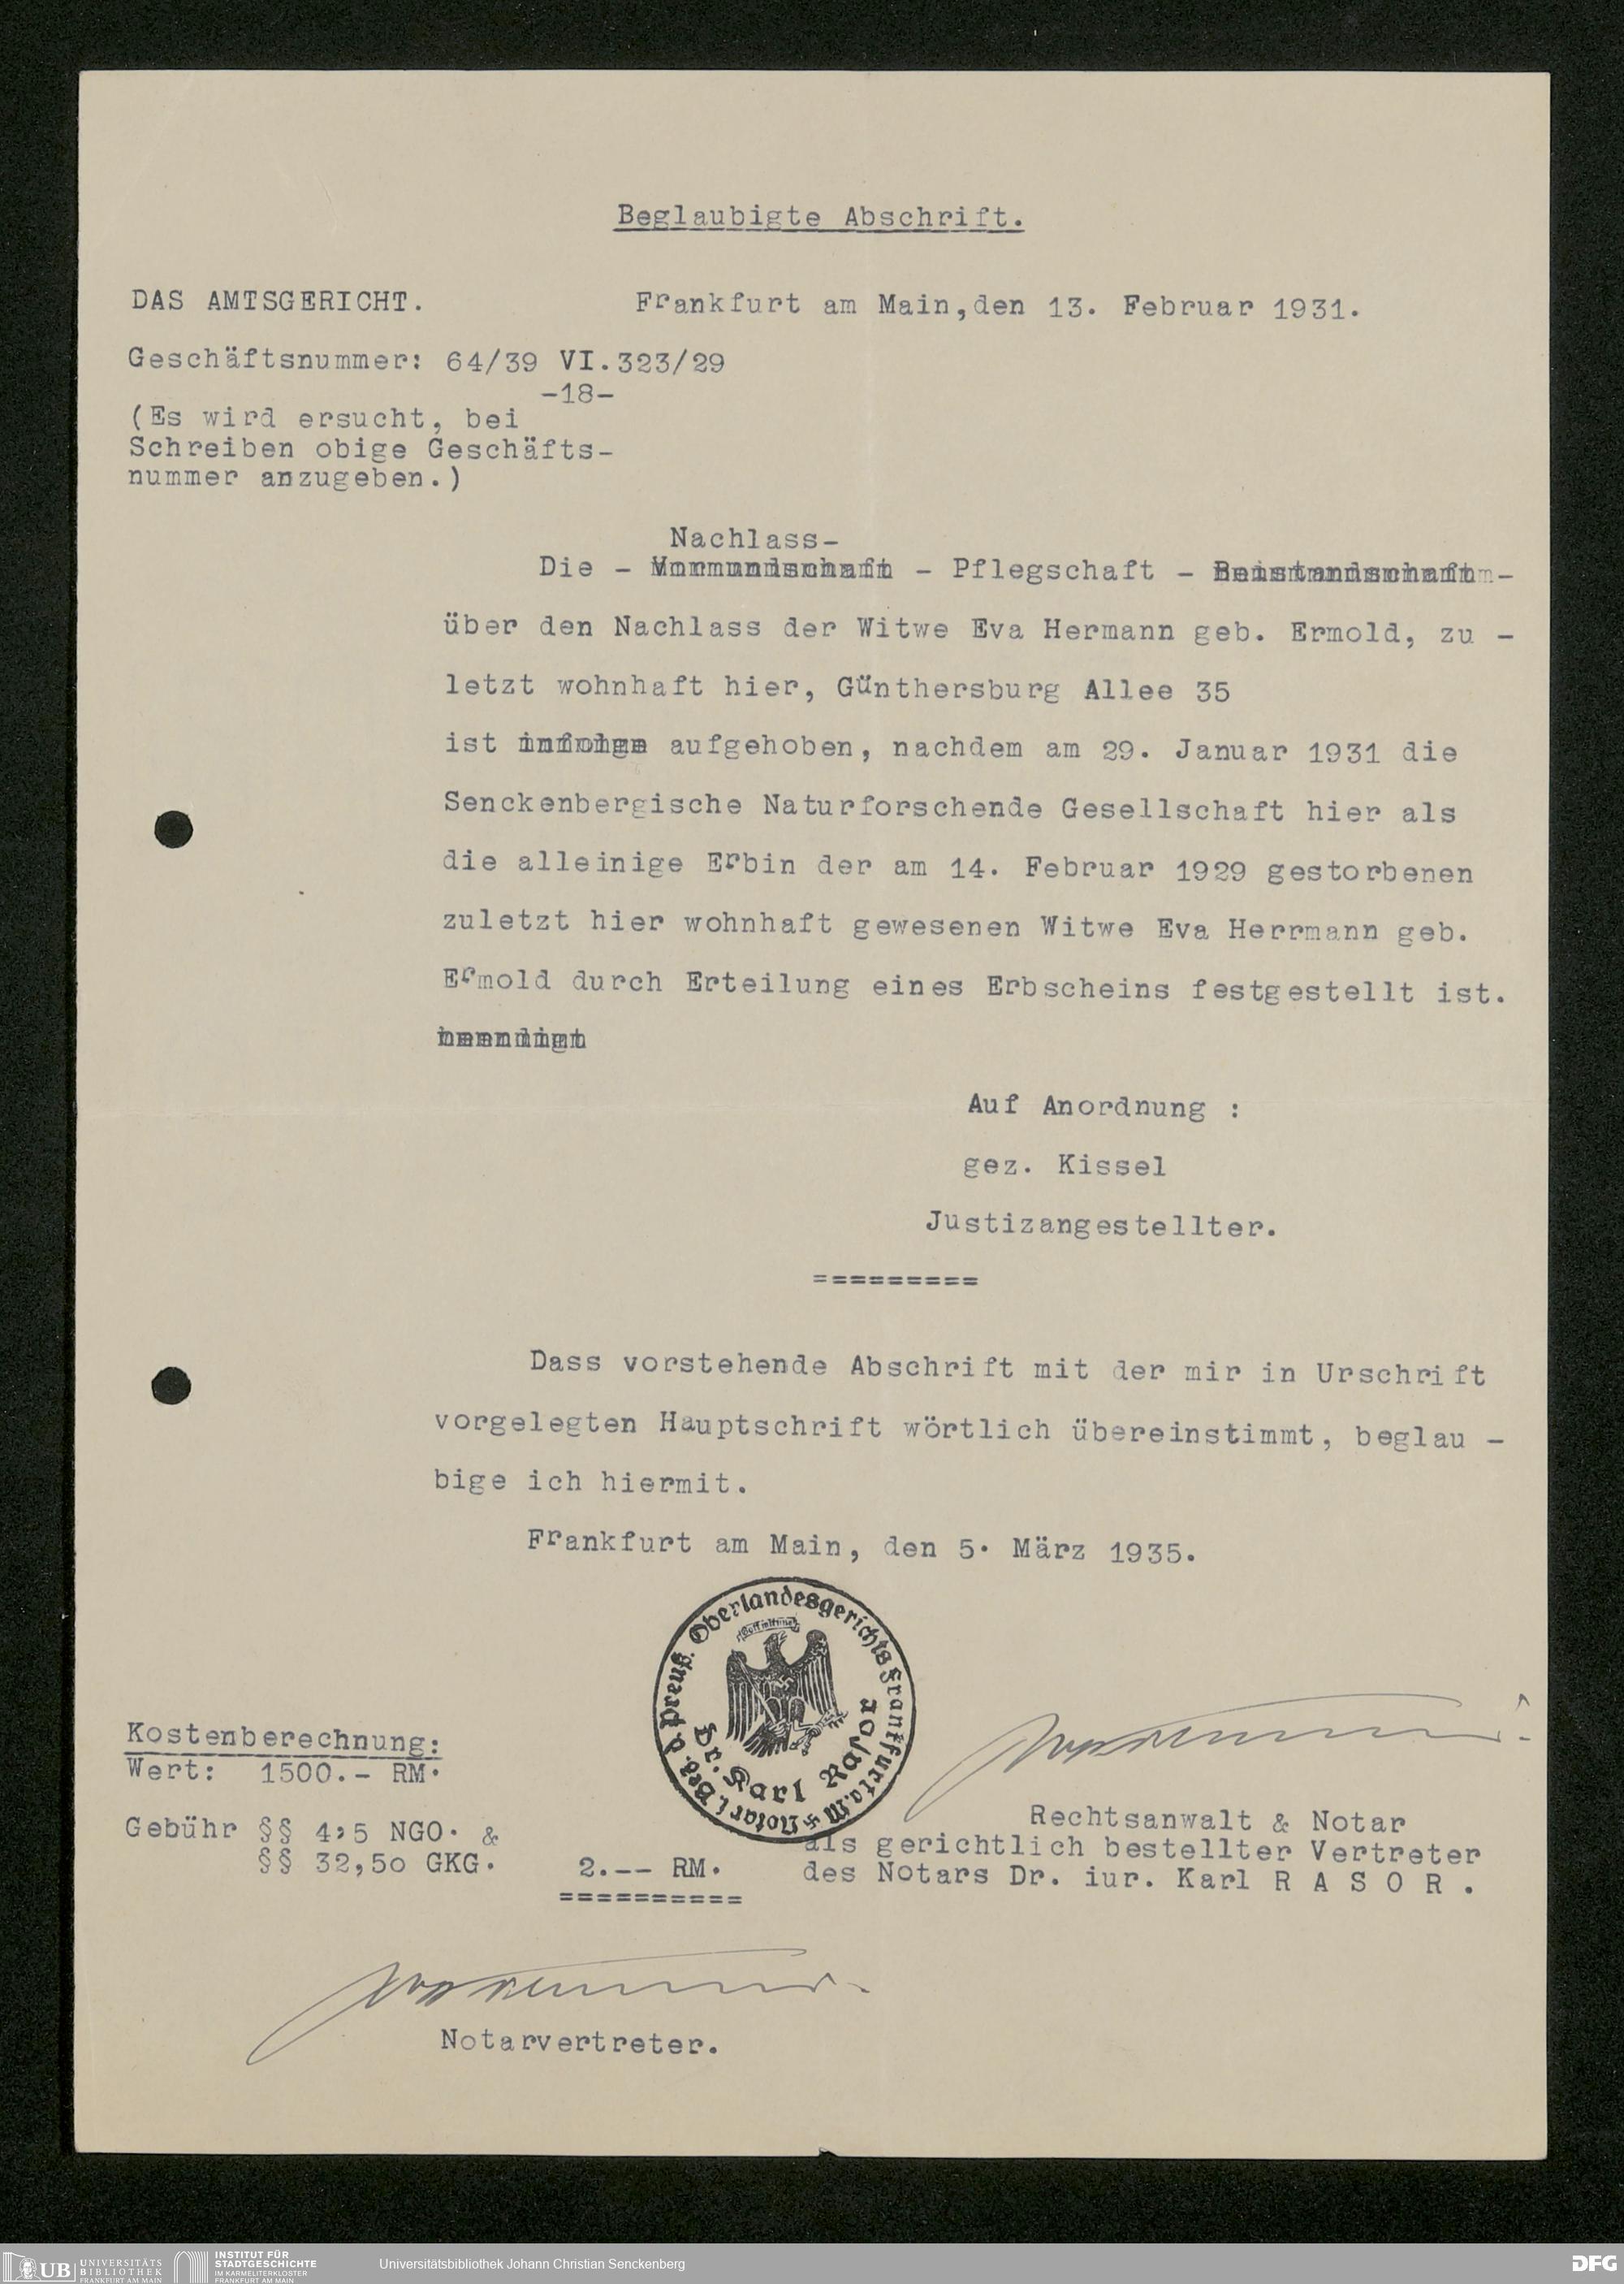 Beglaubigte Abschrift.
DAS AMTSGERICHT. Frankfurt am Main,den 13. Februar 1931.
Geschäftsnummer: 64/39 VI.323/29
-18-
(Es wird ersucht, bei
Schreiben obige Geschäfts-
nummer anzugeben.)
Nachlass-
Die - Vormundschaft - Pflegschaft - Beistandschaft -
über den Nachlass der Witwe Eva Hermann geb. Ermold, zu -
letzt wohnhaft hier, Günthersburg Allee 35
ist infolge aufgehoben, nachdem am 29. Januar 1931 die
Senckenbergische Naturforschende Gesellschaft hier als
die alleinige Erbin der am 14. Februar 1929 gestorbenen
zuletzt hier wohnhaft gewesenen Witwe Eva Herrmann geb.
Ermold durch Erteilung eines Erbscheins festgestellt ist.
beendigt
Auf Anordnung :
gez. Kissel
Justizangestellter.
=========
Dass vorstehende Abschrift mit der mir in Urschrift
vorgelegten Hauptschrift wörtlich übereinstimmt, beglau -
bige ich hiermit.
Frankfurt am Main, den 5. März 1935.
Notar i. Bez. d. Preuß. Oberlandesgerichts Frankfurt a.M
Dr. Karl Rasor
Kostenberechnung:
Wert: 1500.- RM.
Gebühr §§ 4,5 NGO. &
§§ 32,50 GKG. 2.-- RM.
==========
Rechtsanwalt & Notar
als gerichtlich bestellter Vertreter
des Notars Dr. iur. Karl R A S O R .
Notarvertreter.
UB UNIVERSITÄTS
BIBLIOTHEK
FRANKFURT AM MAIN
INSTITUT FÜR
STADTGESCHICHTE
IM KARMELITERKLOSTER
FRANKFURT AM MAIN
Universitätsbibliothek Johann Christian Senckenberg
DFG